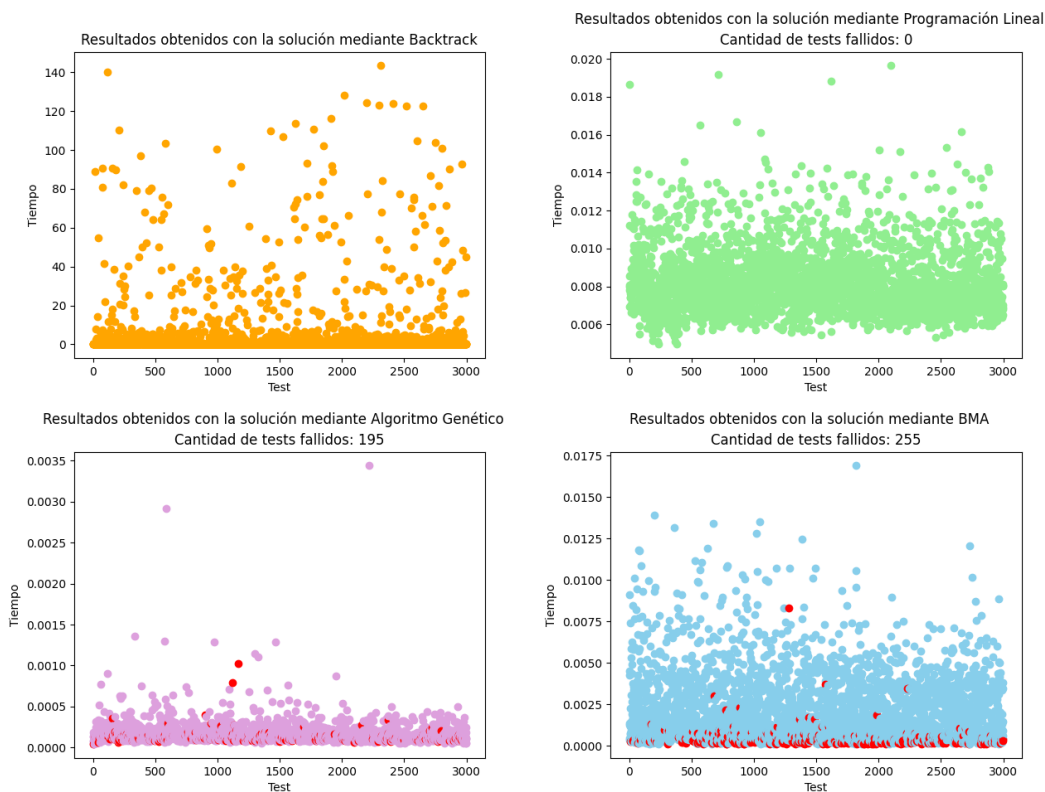 Resultados obtenidos con la solución mediante Backtrack
140
120
100
80
60
40
20
0
Tiempo
0 500 1000 1500 2000 2500 3000
Test
Resultados obtenidos con la solución mediante Programación Lineal
Cantidad de tests fallidos: 0
0.020
0.018
0.016
0.014
0.012
0.010
0.008
0.006
Tiempo
0 500 1000 1500 2000 2500 3000
Test
Resultados obtenidos con la solución mediante Algoritmo Genético
Cantidad de tests fallidos: 195
0.0035
0.0030
0.0025
0.0020
0.0015
0.0010
0.0005
0.0000
Tiempo
0 500 1000 1500 2000 2500 3000
Test
Resultados obtenidos con la solución mediante BMA
Cantidad de tests fallidos: 255
0.0175
0.0150
0.0125
0.0100
0.0075
0.0050
0.0025
0.0000
Tiempo
0 500 1000 1500 2000 2500 3000
Test